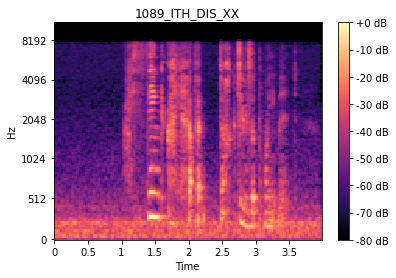 1089_ITH_DIS_XX
Hz
8192
4096
2048
1024
512
0
0 0.5 1 1.5 2 2.5 3 3.5
Time
+0 dB
-10 dB
-20 dB
-30 dB
-40 dB
-50 dB
-60 dB
-70 dB
-80 dB